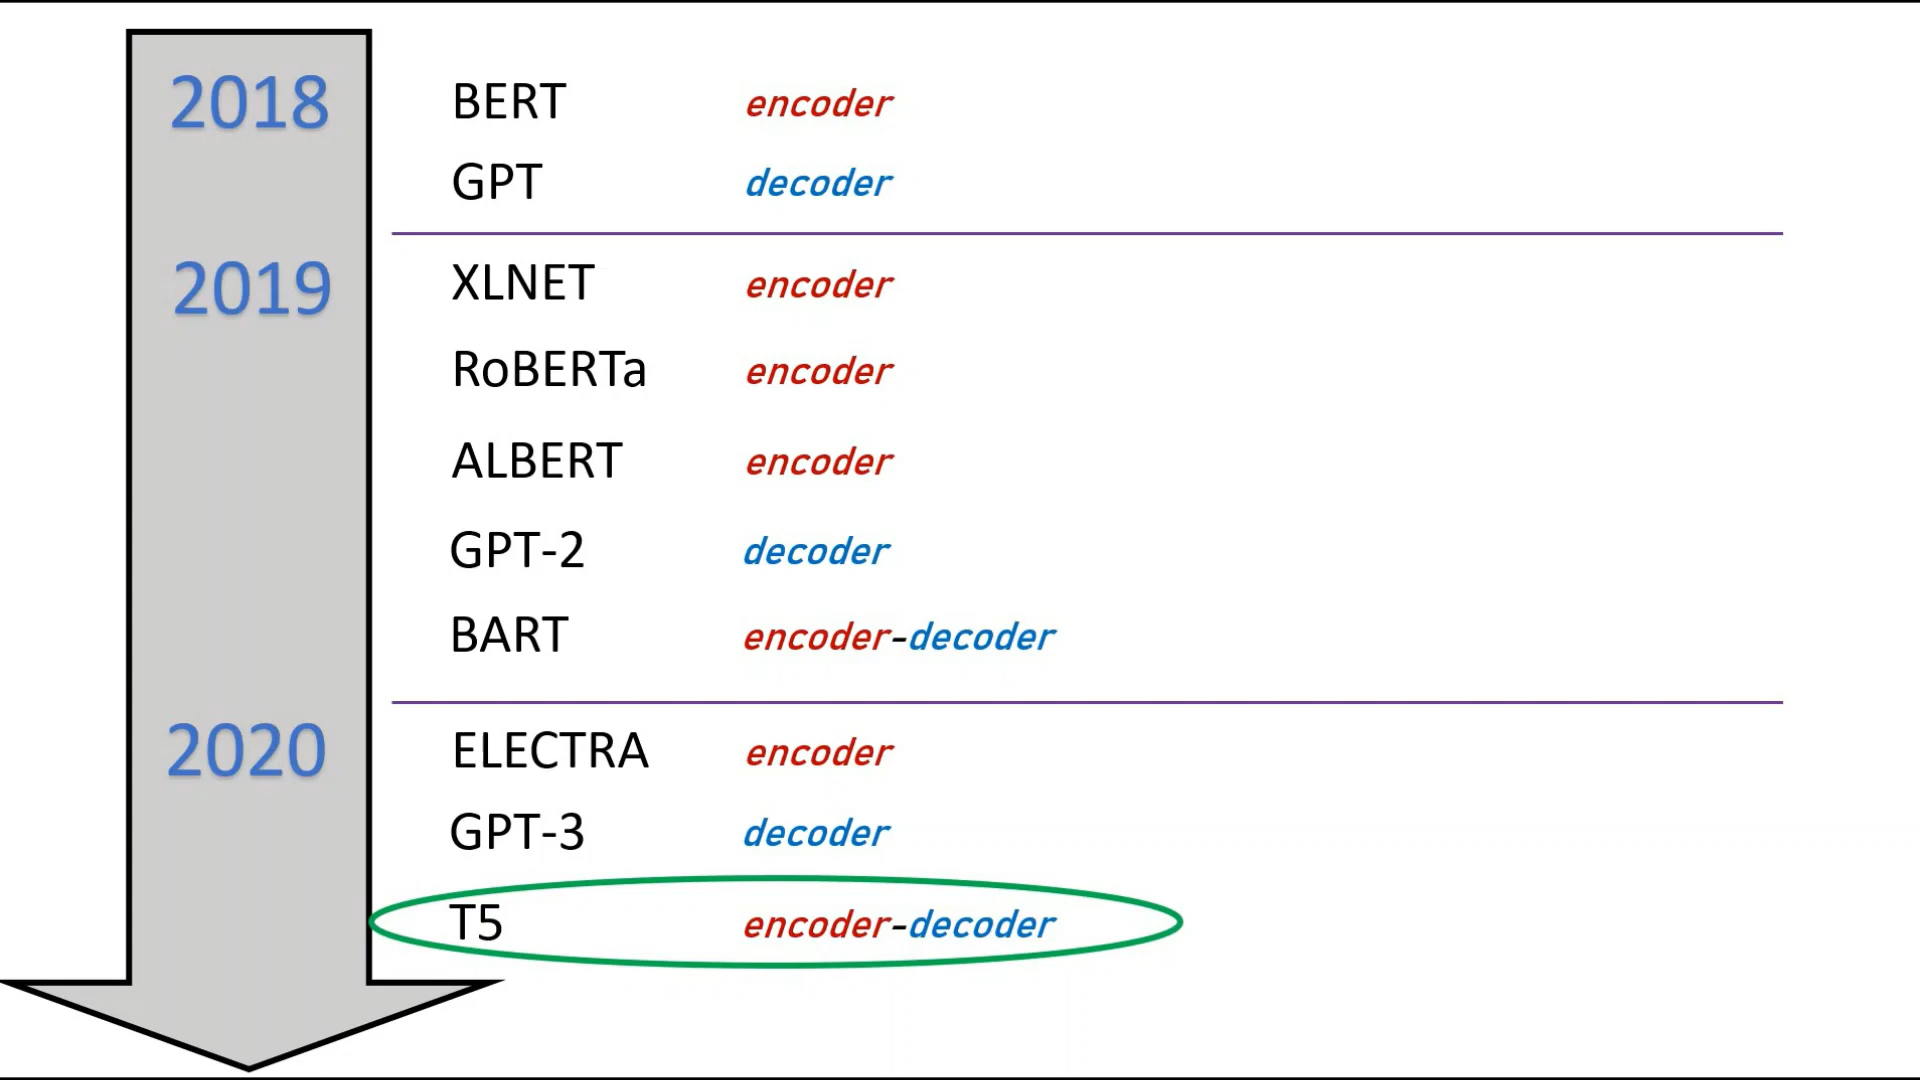 2018 BERT encoder
GPT decoder
2019 XLNET encoder
RoBERTa encoder
ALBERT encoder
GPT-2 decoder
BART encoder-decoder
2020 ELECTRA encoder
GPT-3 decoder
T5 encoder-decoder